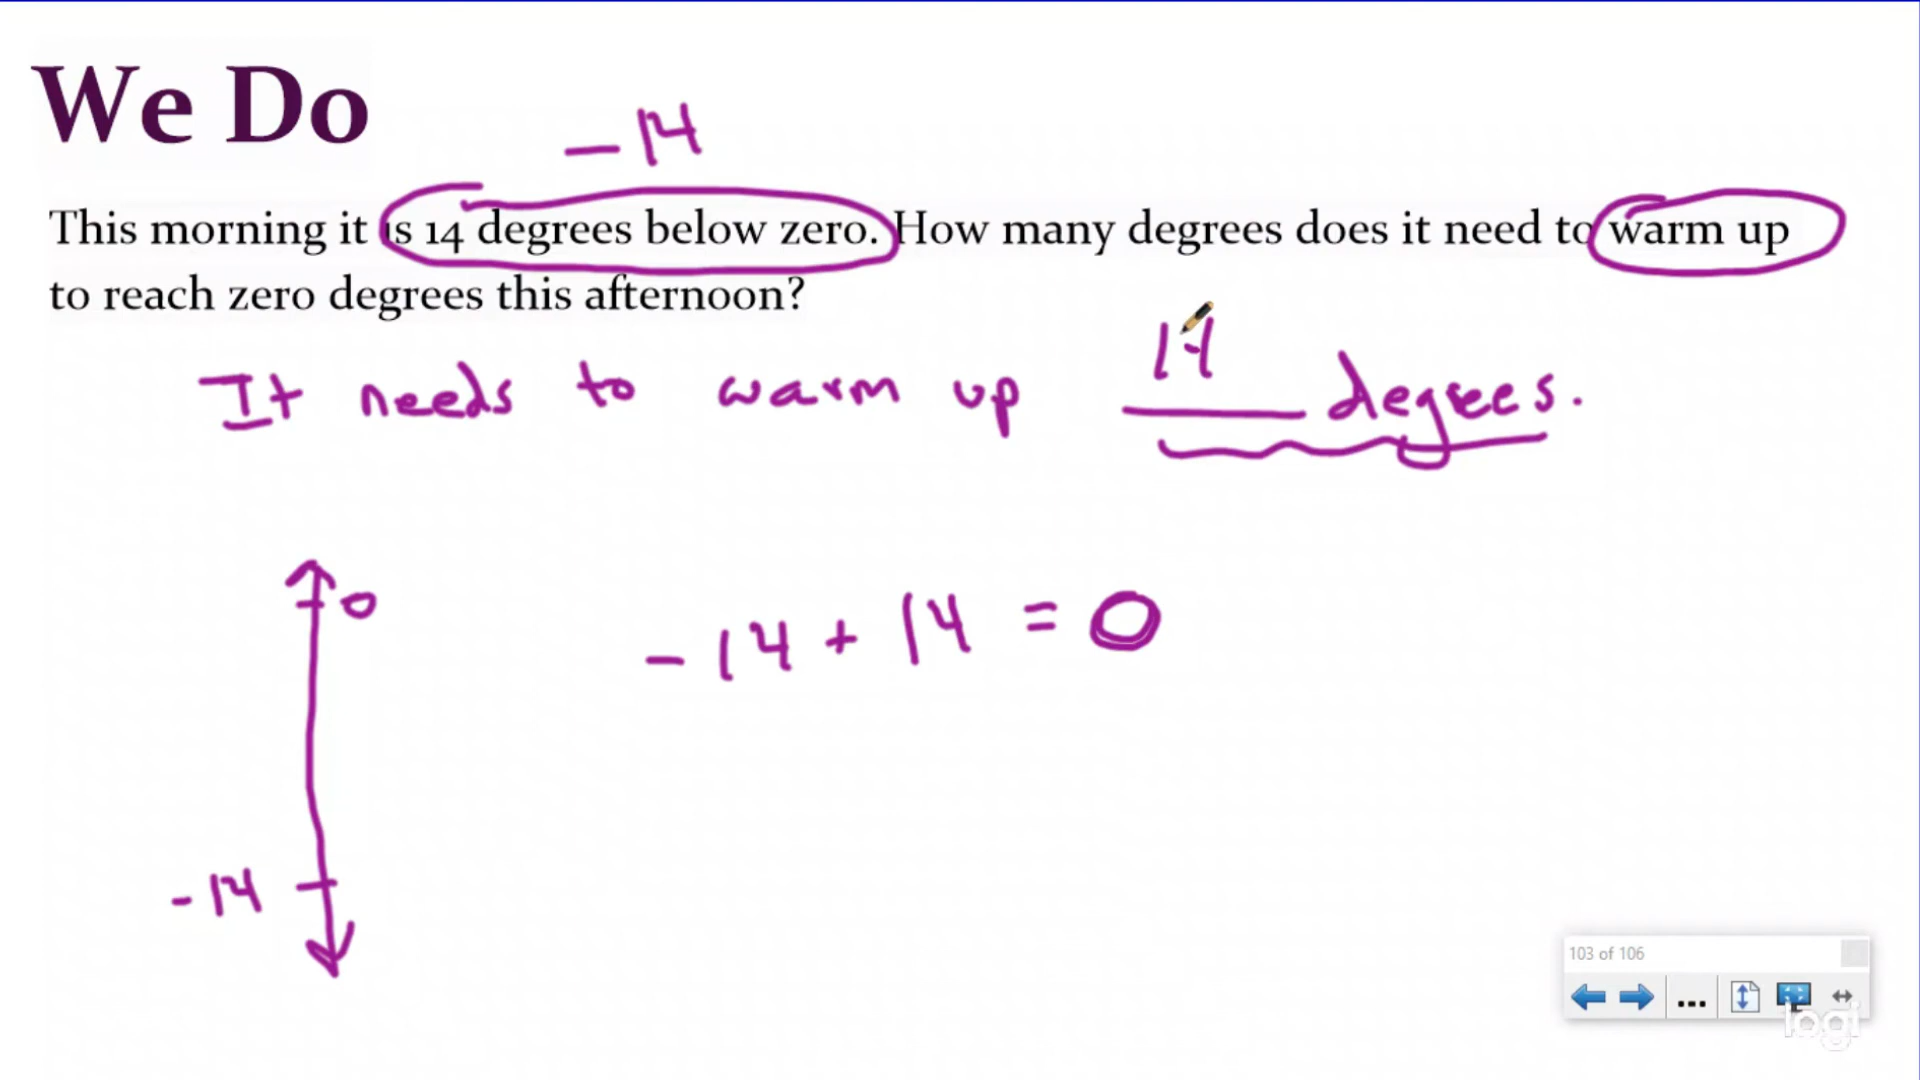 We Do
-14
This morning it is 14 degrees below zero. How many degrees does it need to warm up
to reach zero degrees this afternoon?
It needs to warm up 14 degrees.
0
-14 + 14 = 0
-14
103 of 106
...
logi